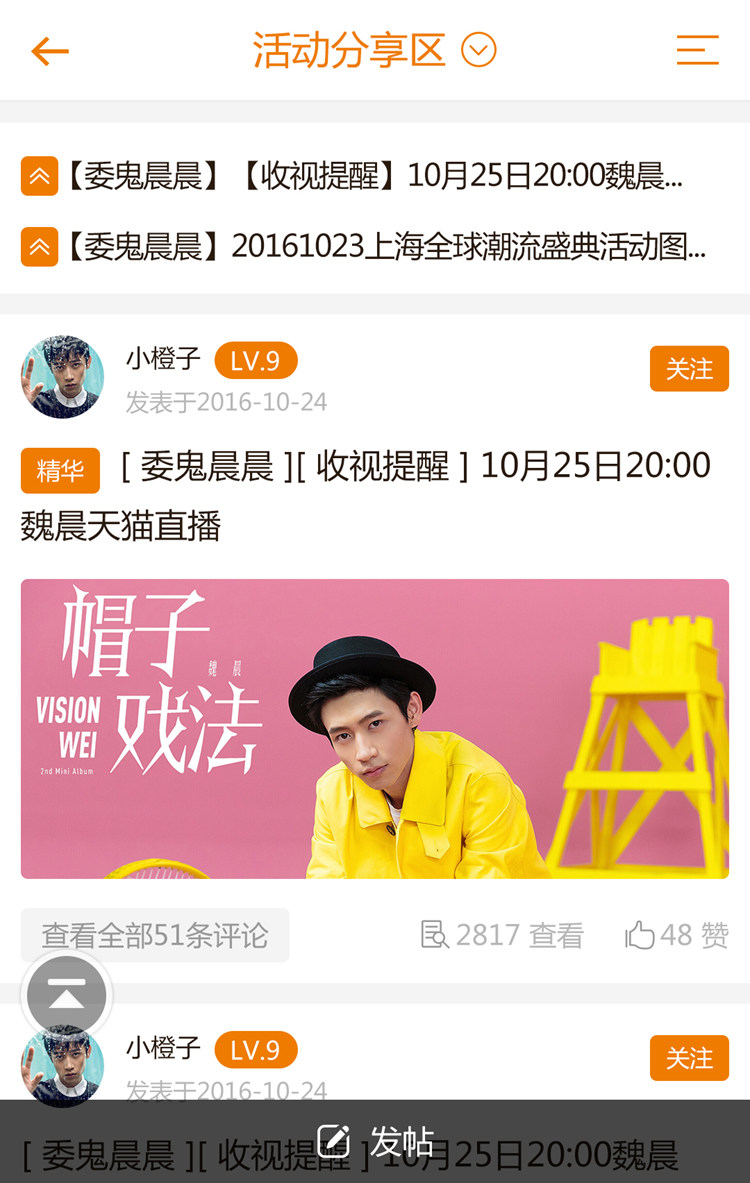 活动分享区
【委鬼晨晨】【收视提醒】10月25日20:00魏晨...
【委鬼晨晨】20161023上海全球潮流盛典活动图...
小橙子 LV.9
关注
发表于2016-10-24
精华 [ 委鬼晨晨 ][ 收视提醒 ] 10月25日20:00
魏晨天猫直播
帽子
魏晨
VISION
WEI
戏法
2nd Mini Album
查看全部51条评论
2817 查看
48 赞
小橙子 LV.9
关注
发表于2016-10-24
发帖
[ 委鬼晨晨 ][ 收视提醒 ] 10月25日20:00魏晨